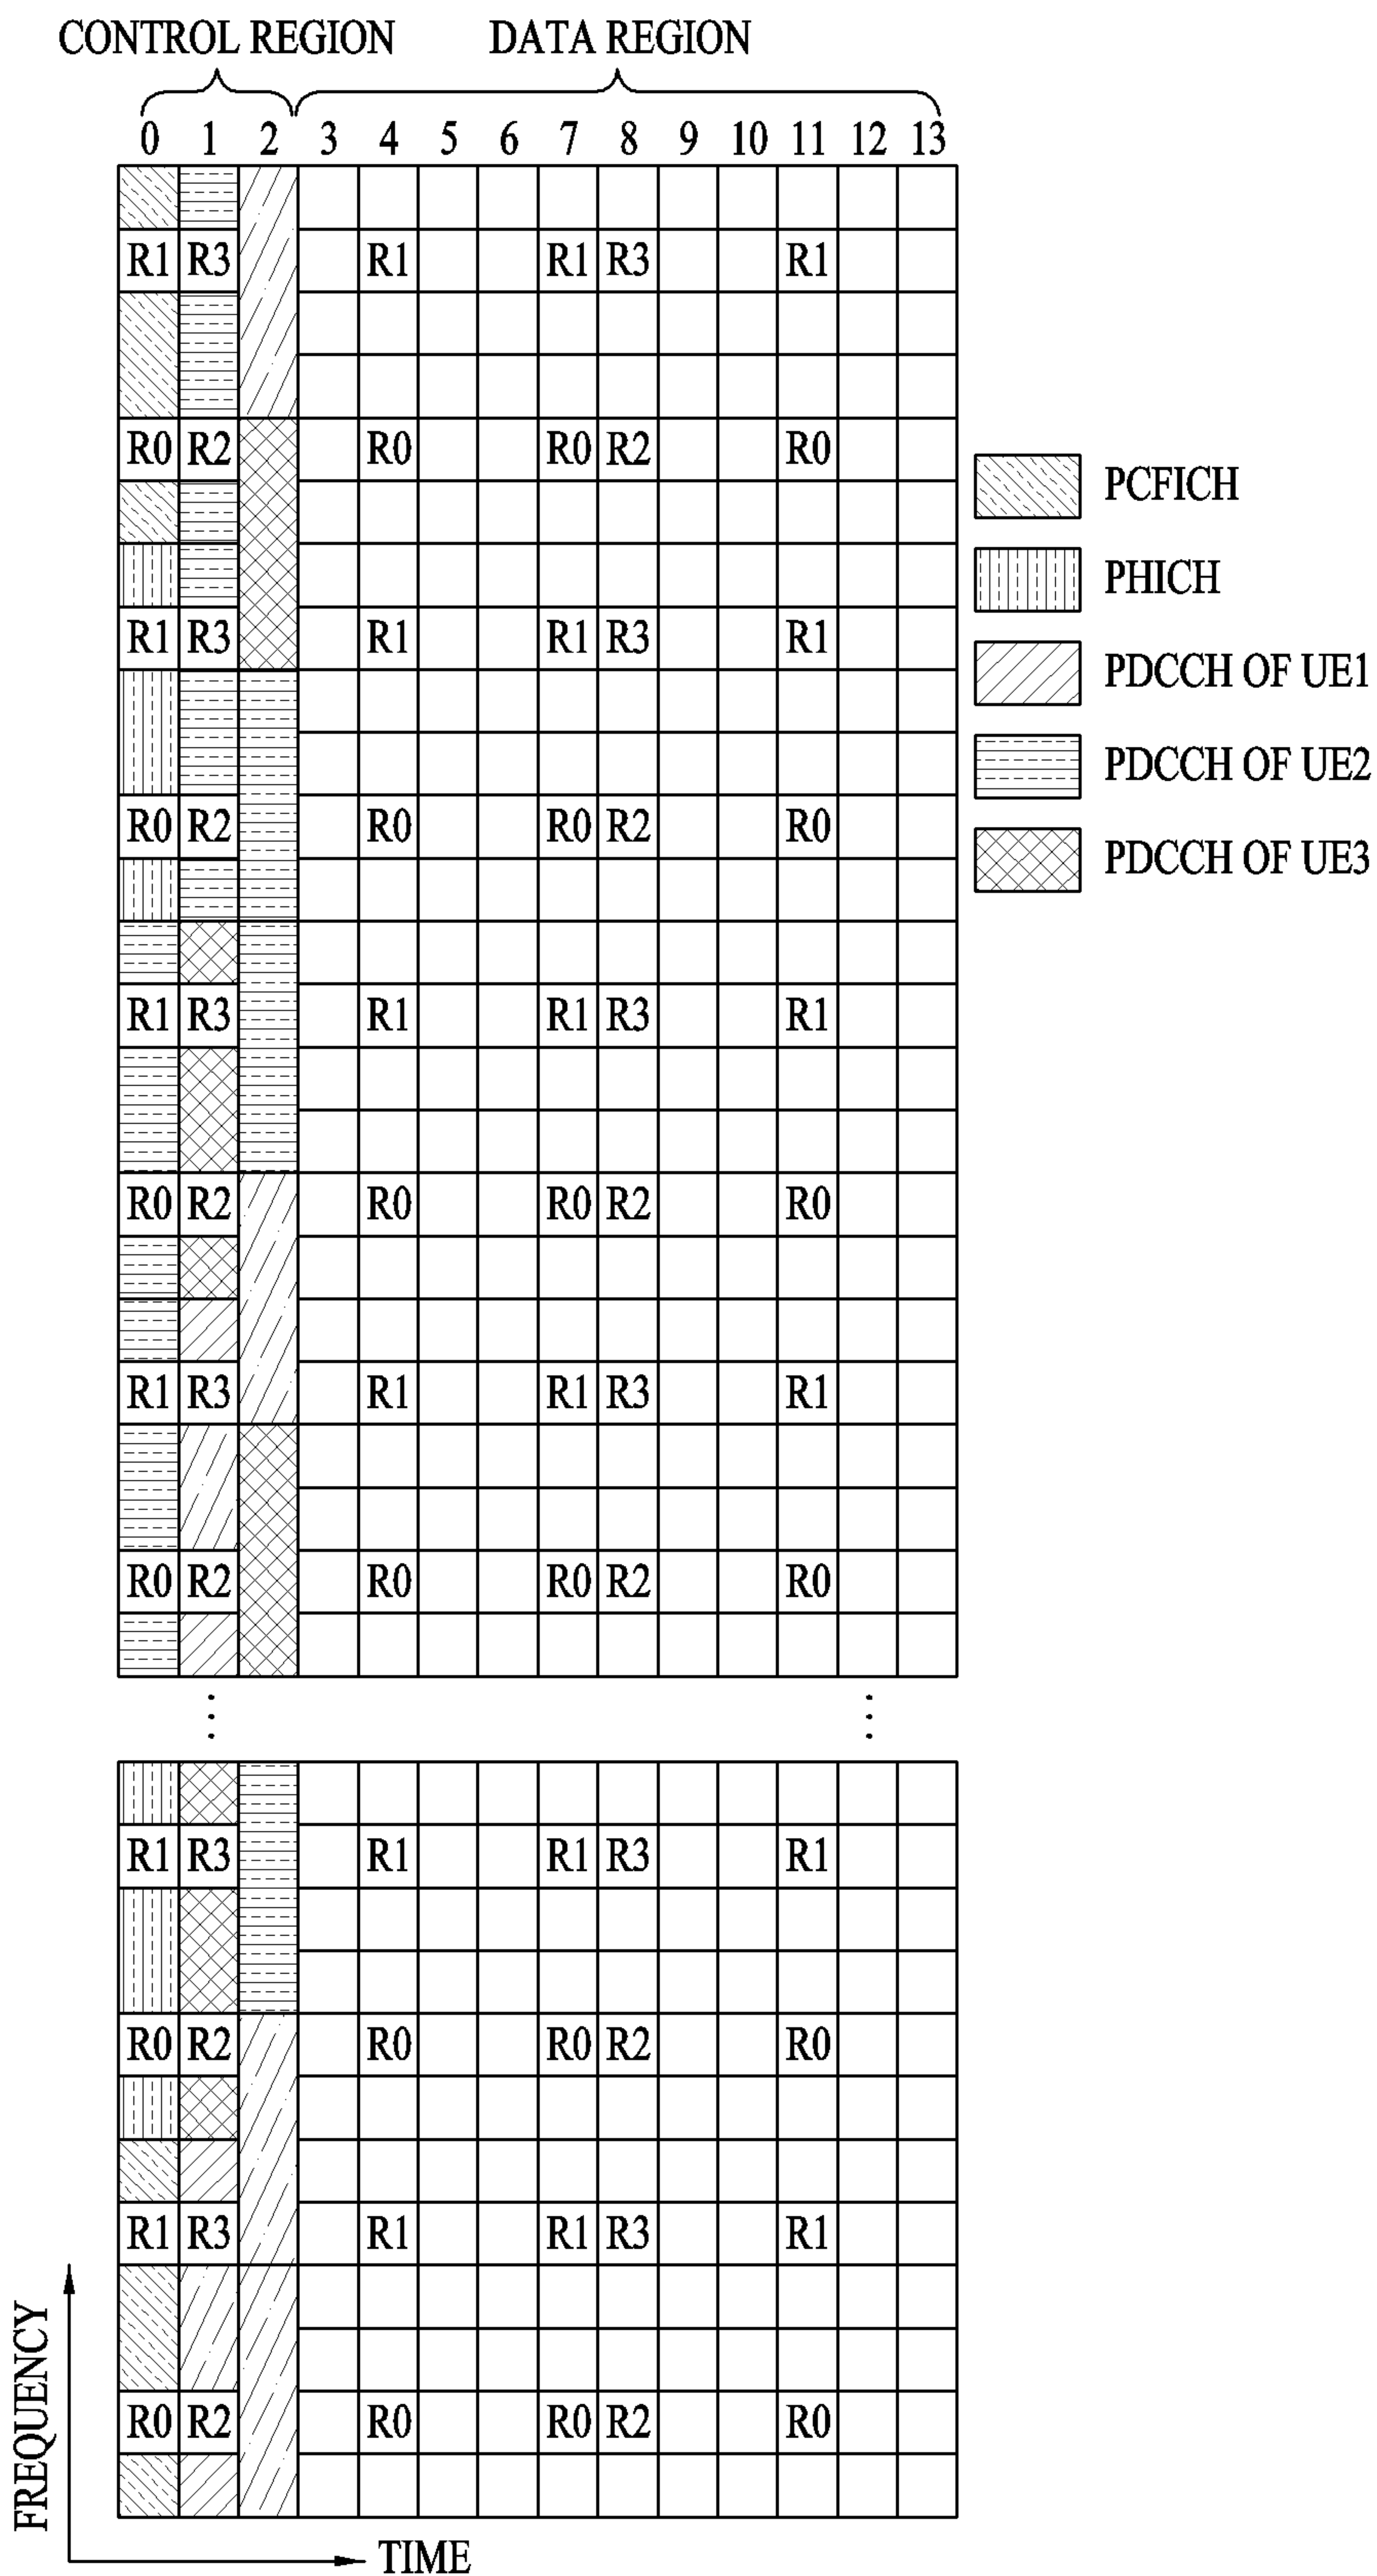 CONTROL REGION DATA REGION
0 1 2 3 4 5 6 7 8 9 10 11 12 13
R1 R3 R1 R1 R3 R1
R0 R2 R0 R0 R2 R0
PCFICH
PHICH
R1 R3 R1 R1 R3 R1
PDCCH OF UE1
PDCCH OF UE2
R0 R2 R0 R0 R2 R0
PDCCH OF UE3
R1 R3 R1 R1 R3 R1
R0 R2 R0 R0 R2 R0
R1 R3 R1 R1 R3 R1
R0 R2 R0 R0 R2 R0
R1 R3 R1 R1 R3 R1
R0 R2 R0 R0 R2 R0
R1 R3 R1 R1 R3 R1
R0 R2 R0 R0 R2 R0
FREQUENCY
TIME